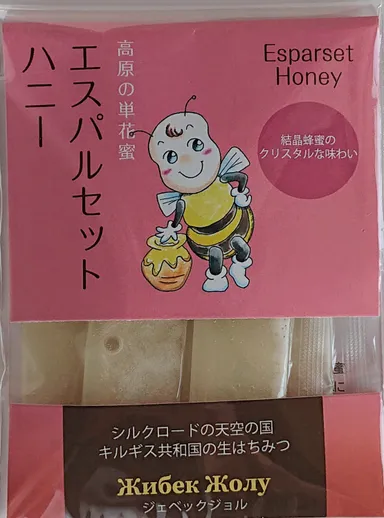 高原の単花蜜
エスパルセット
ハニー
Esparset
Honey
結晶蜂蜜の
クリスタルな味わい
蜜
に
シルクロードの天空の国
キルギス共和国の生はちみつ
Жибек Жолу
ジェベックジョル